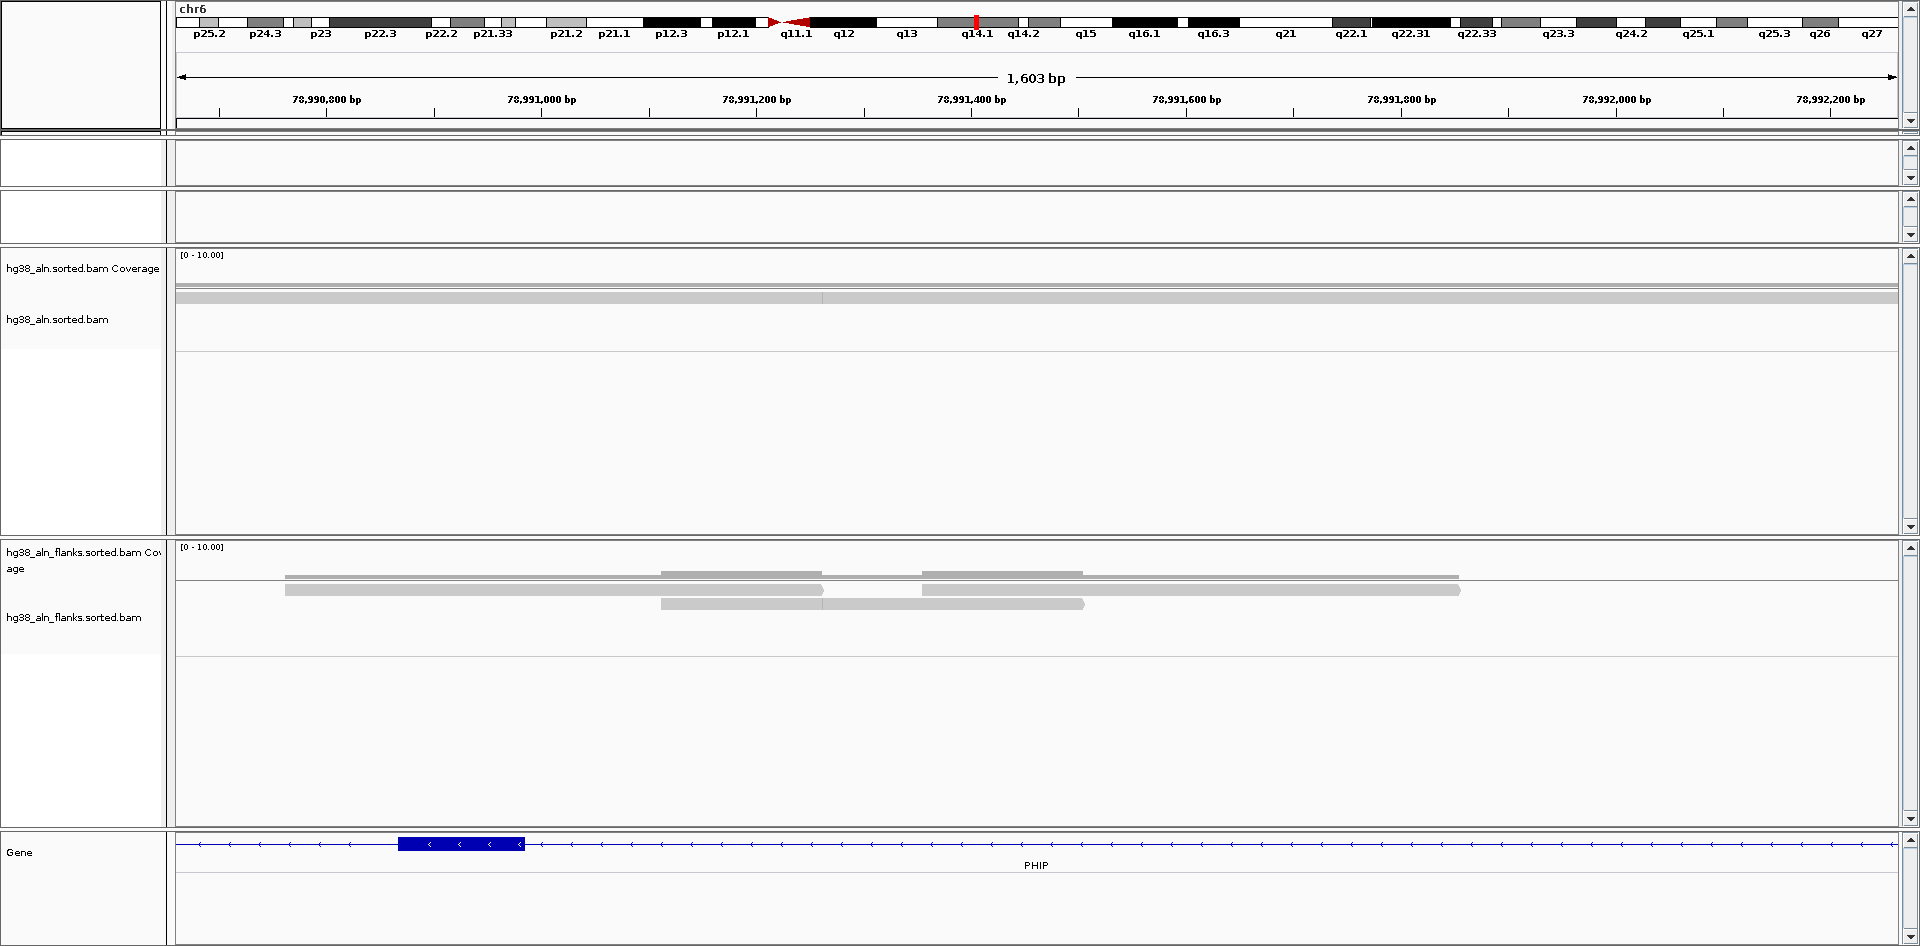 chr6
p25.2 p24.3 p23 p22.3 p22.2 p21.33 p21.2 p21.1 p12.3 p12.1 q11.1 q12 q13 q14.1 q14.2 q15 q16.1 q16.3 q21 q22.1 q22.31 q22.33 q23.3 q24.2 q25.1 q25.3 q26 q27
1,603 bp
78,990,800 bp 78,991,000 bp 78,991,200 bp 78,991,400 bp 78,991,600 bp 78,991,800 bp 78,992,000 bp 78,992,200 bp
[0 - 10.00]
hg38_aln.sorted.bam Coverage
hg38_aln.sorted.bam
[0 - 10.00]
hg38_aln_flanks.sorted.bam Cov
age
hg38_aln_flanks.sorted.bam
Gene
PHIP